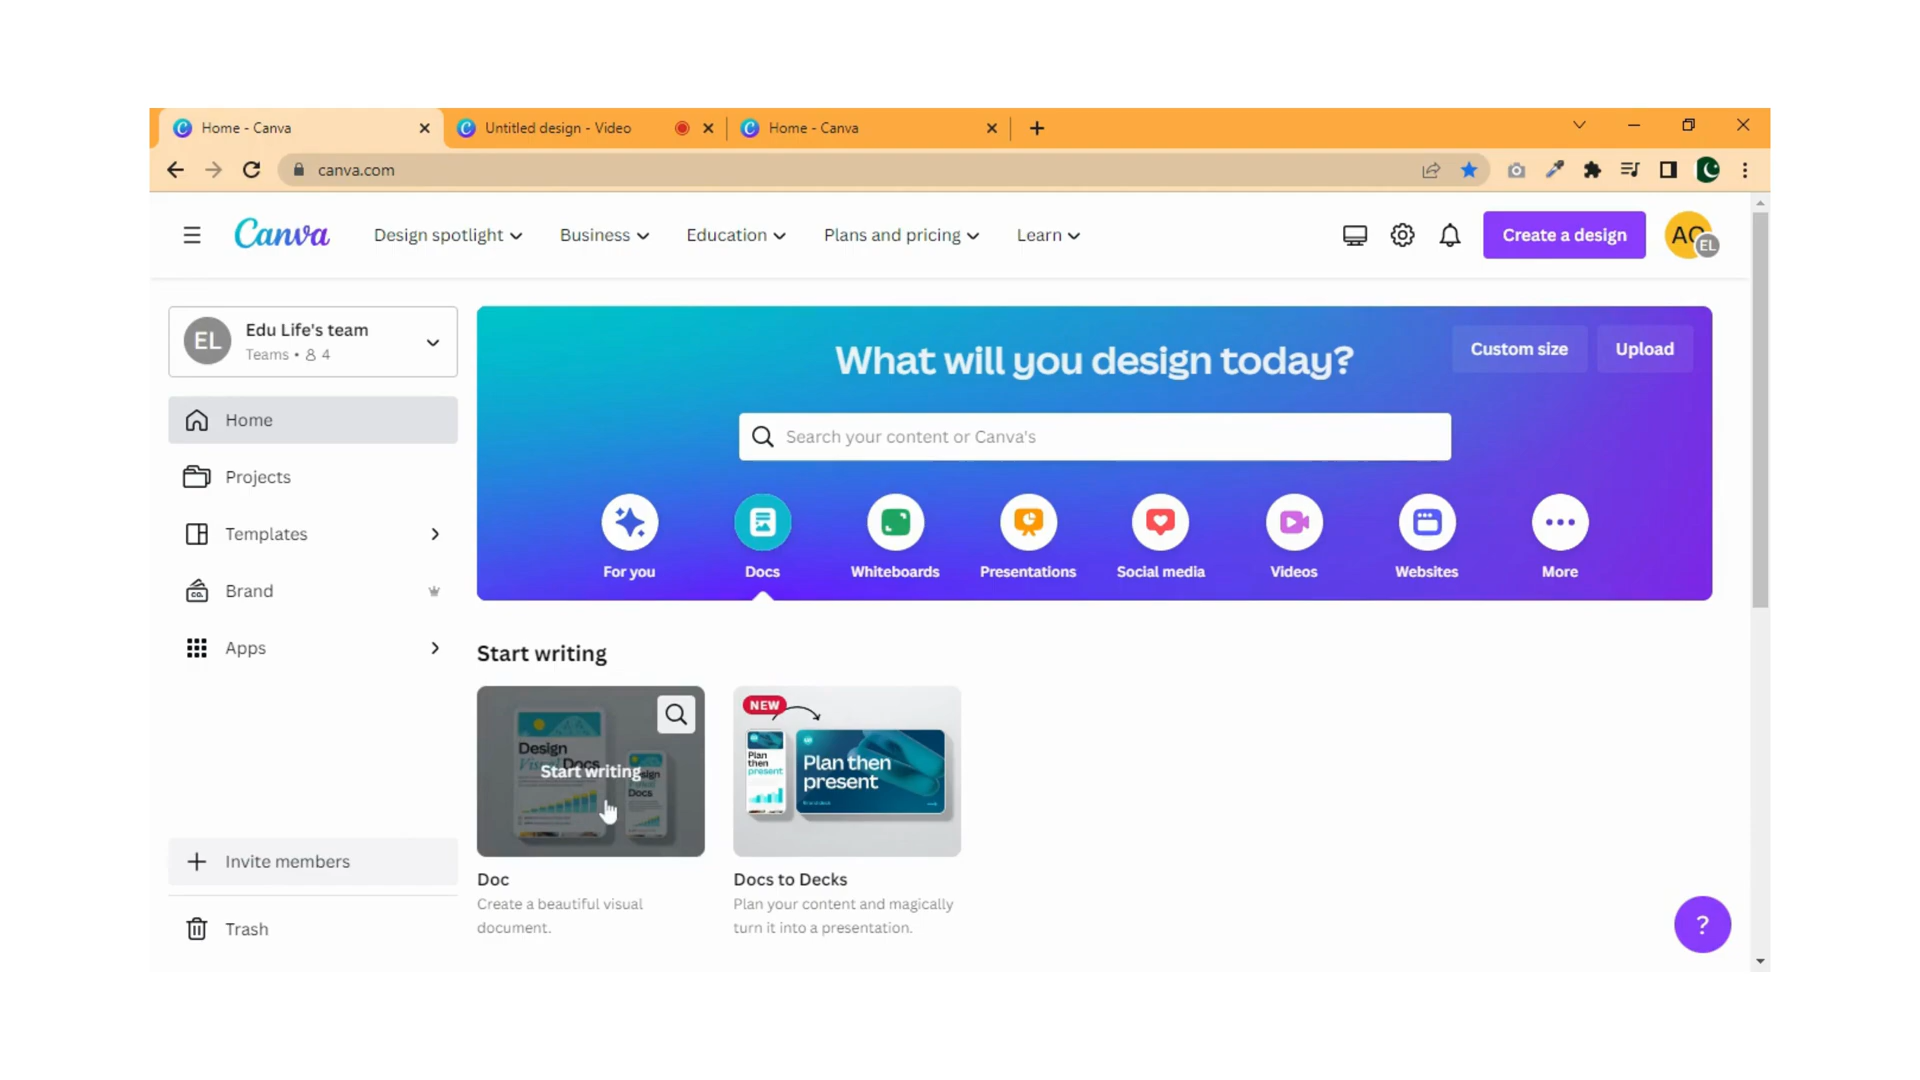 Home - Canva
Untitled design - Video
Home - Canva
canva.com
Canva
Design spotlight
Business
Education
Plans and pricing
Learn
Create a design
EL
EL
Edu Life's team
Teams • 4
What will you design today?
Custom size
Upload
Home
Search your content or Canva's
Projects
Templates
Brand
Apps
For you
Docs
Whiteboards
Presentations
Social media
Videos
Websites
More
Start writing
Design
Visual Docs
Start writing
Docs
NEW
Plan
then
present
Plan then
present
Invite members
Doc
Create a beautiful visual
document.
Docs to Decks
Plan your content and magically
turn it into a presentation.
Trash
?